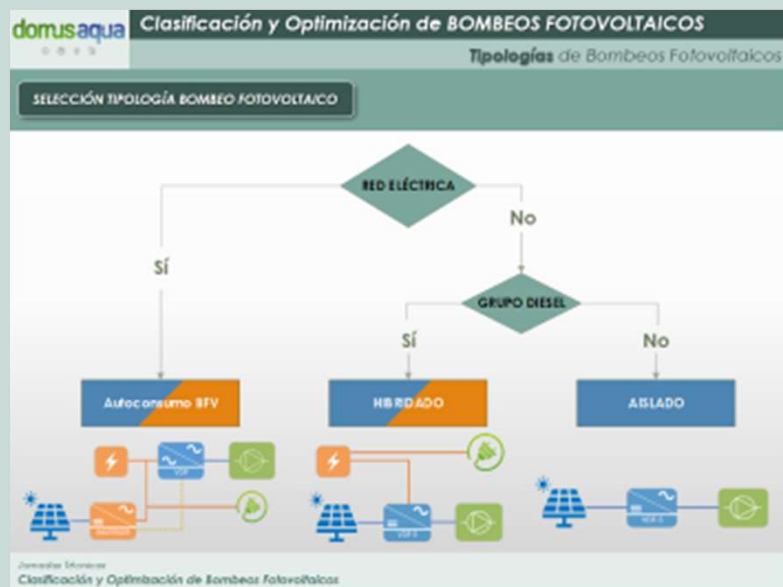 domusaqua
Clasificación y Optimización de BOMBEOS FOTOVOLTAICOS
Tipologías de Bombeos Fotovoltaicos
SELECCIÓN TIPOLOGÍA BOMBEO FOTOVOLTAICO
RED ELÉCTRICA
No
Sí
GRUPO DIESEL
Sí
No
Autoconsumo BFV
HIBRIDADO
AISLADO
Clasificación y Optimización de Bombeos Fotovoltaicos